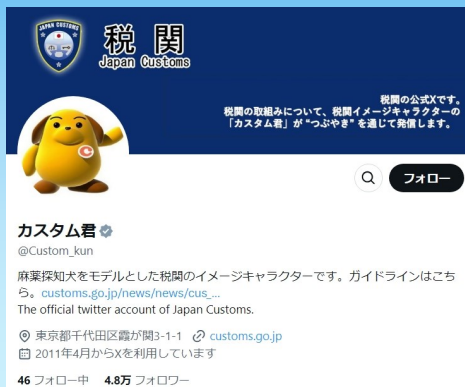 JAPAN CUSTOMS
税関
Japan Customs
税関の公式Xです。
税関の取組みについて、税関イメージキャラクターの
「カスタム君」が“つぶやき”を通じて発信します。
フォロー
カスタム君
@Custom_kun
麻薬探知犬をモデルとした税関のイメージキャラクターです。ガイドラインはこち
ら。customs.go.jp/news/news/cus_...
The official twitter account of Japan Customs.
東京都千代田区霞が関3-1-1 customs.go.jp
2011年4月からXを利用しています
46 フォロー中 4.8万 フォロワー